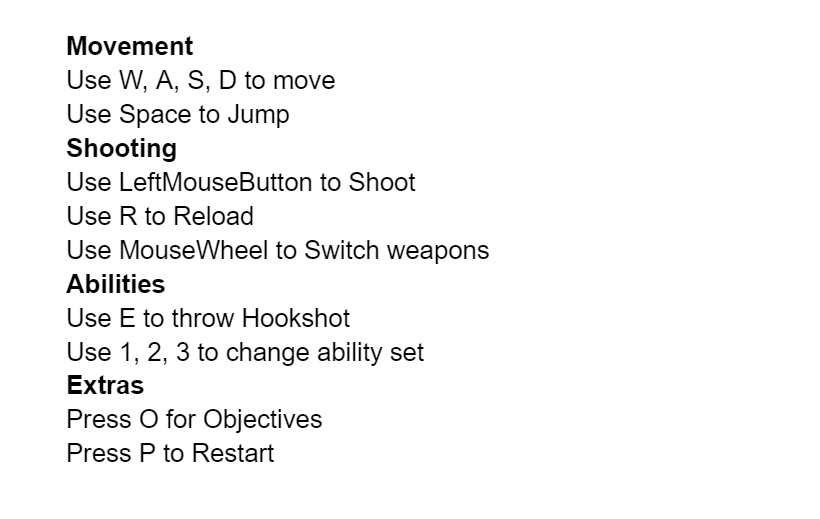 Movement
Use W, A, S, D to move
Use Space to Jump
Shooting
Use LeftMouseButton to Shoot
Use R to Reload
Use MouseWheel to Switch weapons
Abilities
Use E to throw Hookshot
Use 1, 2, 3 to change ability set
Extras
Press O for Objectives
Press P to Restart